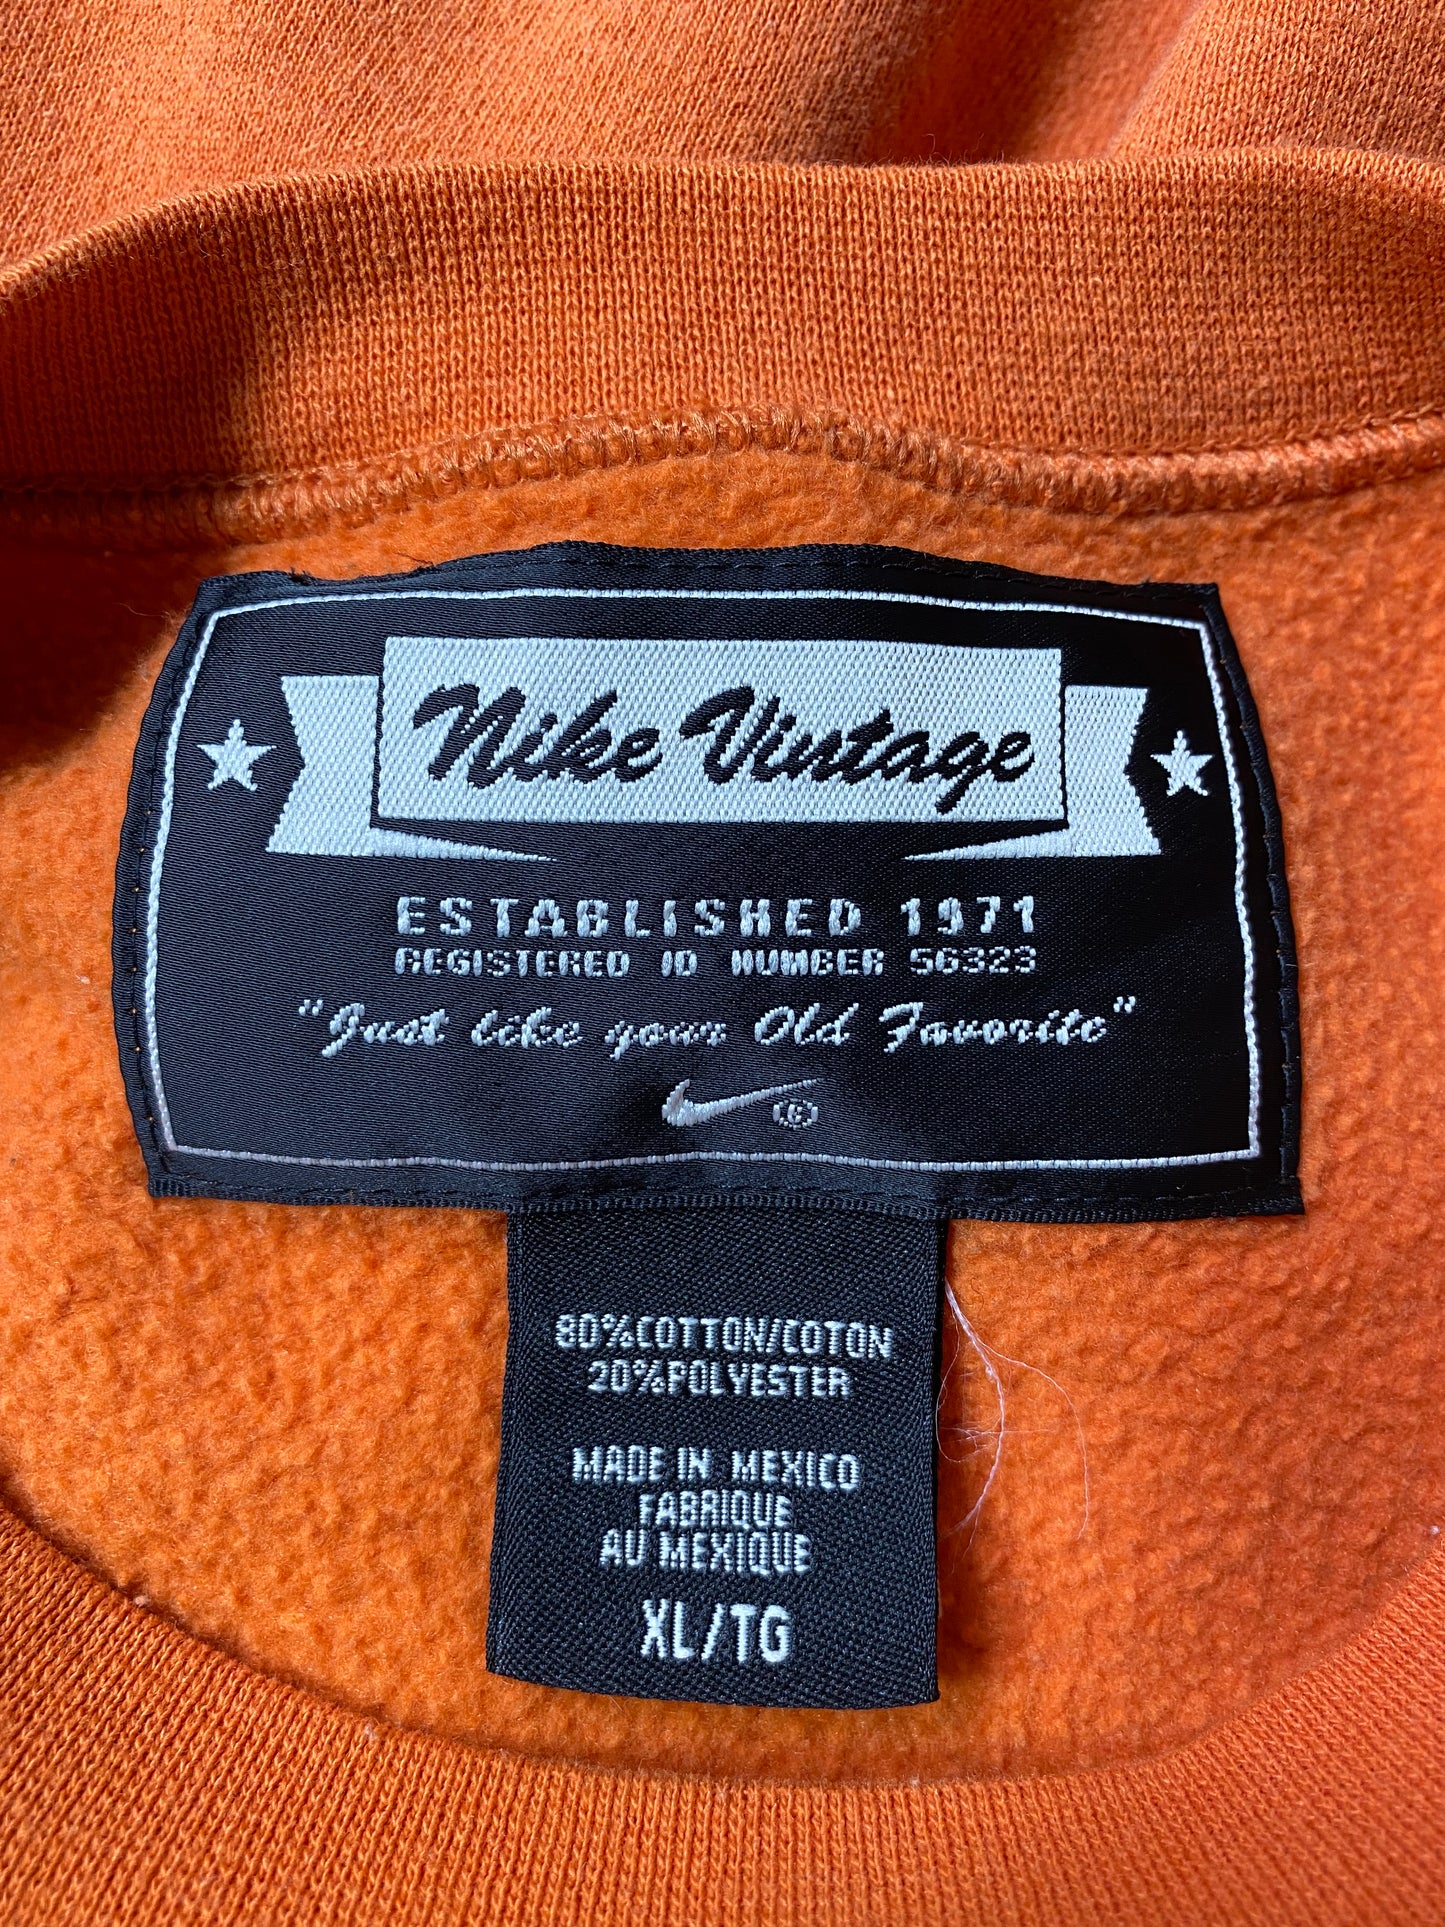 Nike Vintage
ESTABLISHED 1971
REGISTERED ID NUMBER 56323
"Just like your Old Favorite"
80%COTTON/COTON
20%POLYESTER
MADE IN MEXICO
FABRIQUE
AU MEXIQUE
XL/TG